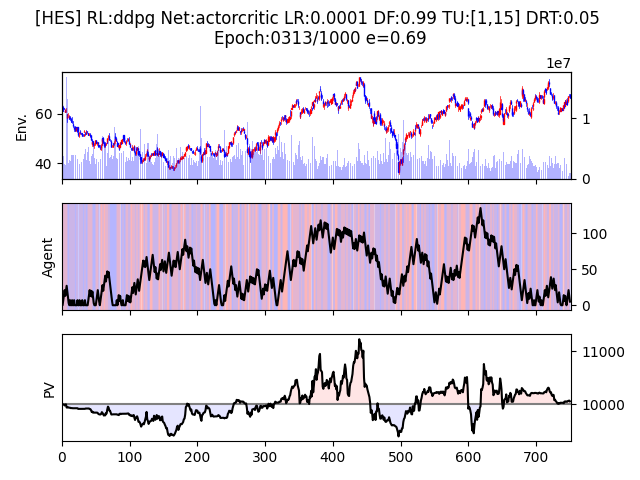 [HES] RL:ddpg Net:actorcritic LR:0.0001 DF:0.99 TU:[1,15] DRT:0.05
Epoch:0313/1000 e=0.69
1e7
Env.
60
40
1
0
Agent
100
50
0
PV
11000
10000
0 100 200 300 400 500 600 700